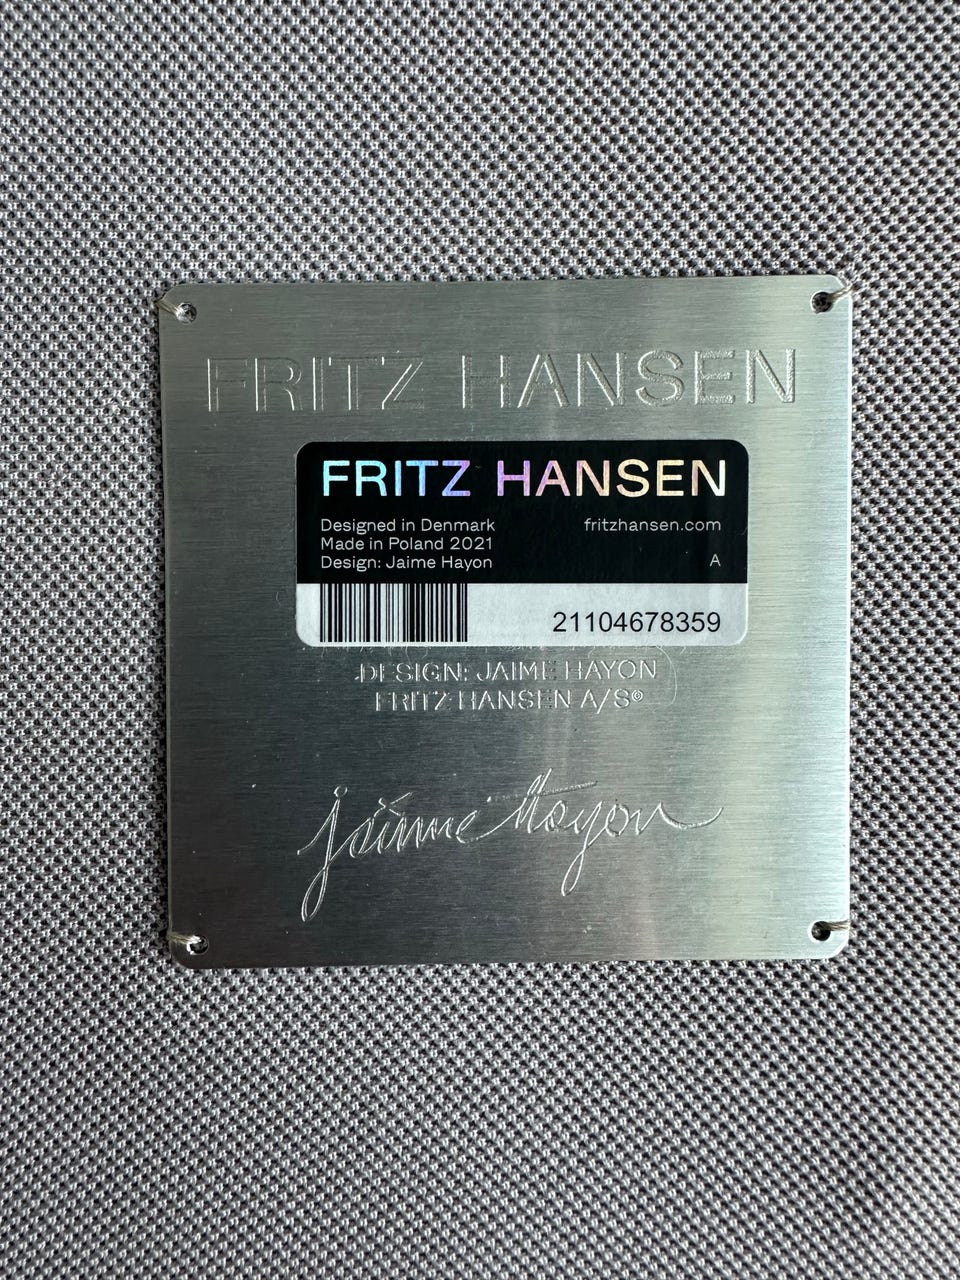 FRITZ HANSEN
FRITZ HANSEN
Designed in Denmark fritzhansen.com
Made in Poland 2021
Design: Jaime Hayon A
21104678359
DESIGN: JAIME HAYON
FRITZ HANSEN A/S©
Jaime Hayon